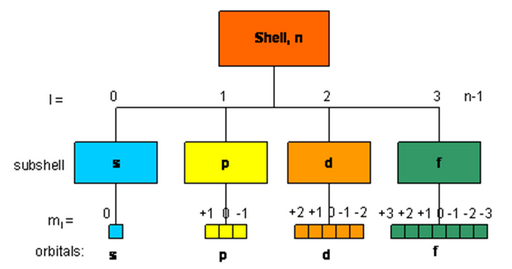 Shell, n
l = 0 1 2 3 n-1
subshell s p d f
mₗ= 0 +1 0 -1 +2 +1 0 -1 -2 +3 +2 +1 0 -1 -2 -3
orbitals: s p d f